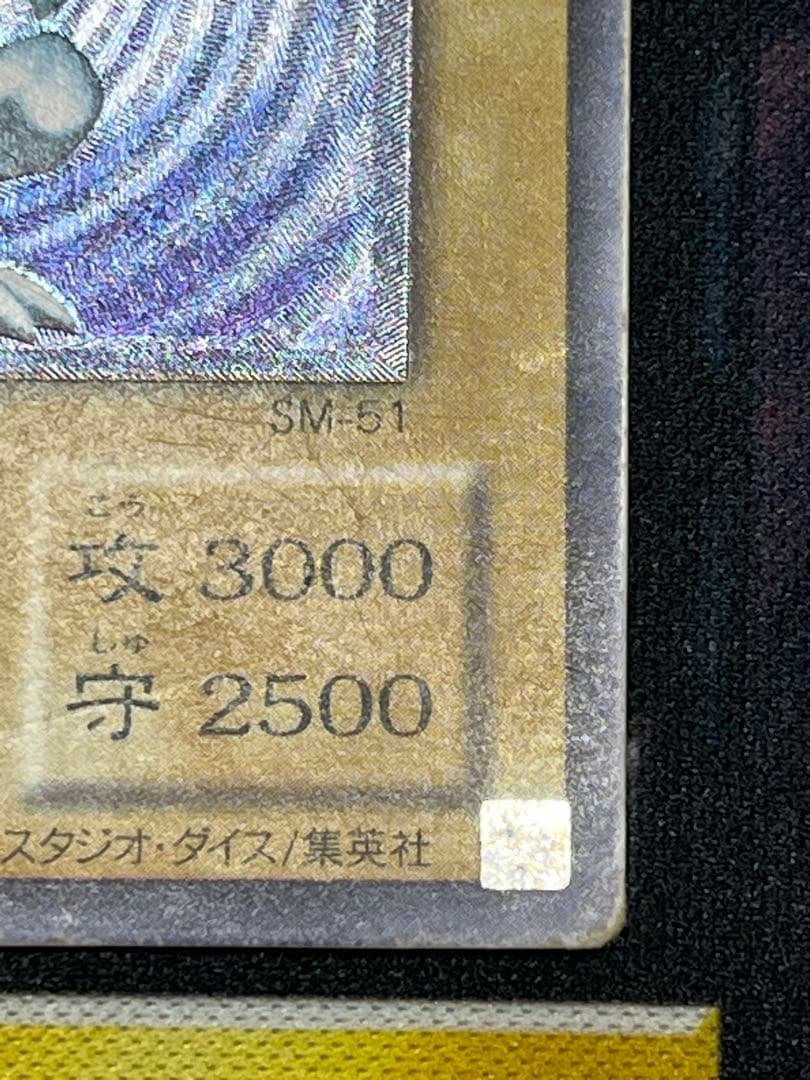 SM-51
こう
攻 3000
しゅ
守 2500
スタジオ・ダイス/集英社